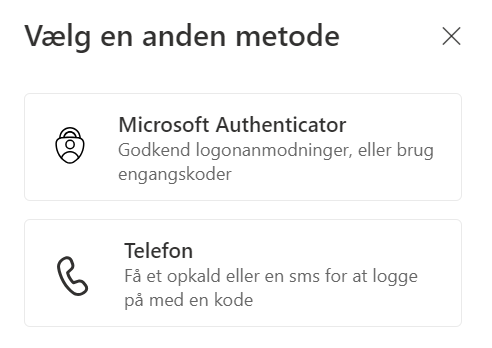 Vælg en anden metode
Microsoft Authenticator
Godkend logonanmodninger, eller brug
engangskoder
Telefon
Få et opkald eller en sms for at logge
på med en kode